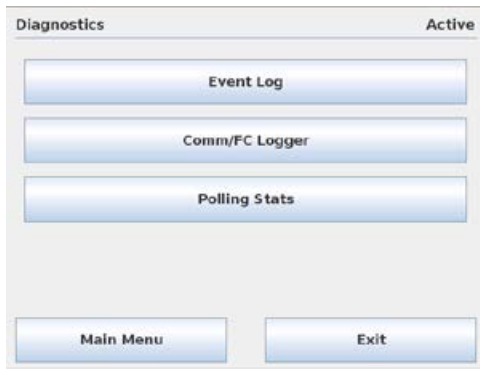 Diagnostics Active
Event Log
Comm/FC Logger
Polling Stats
Main Menu Exit